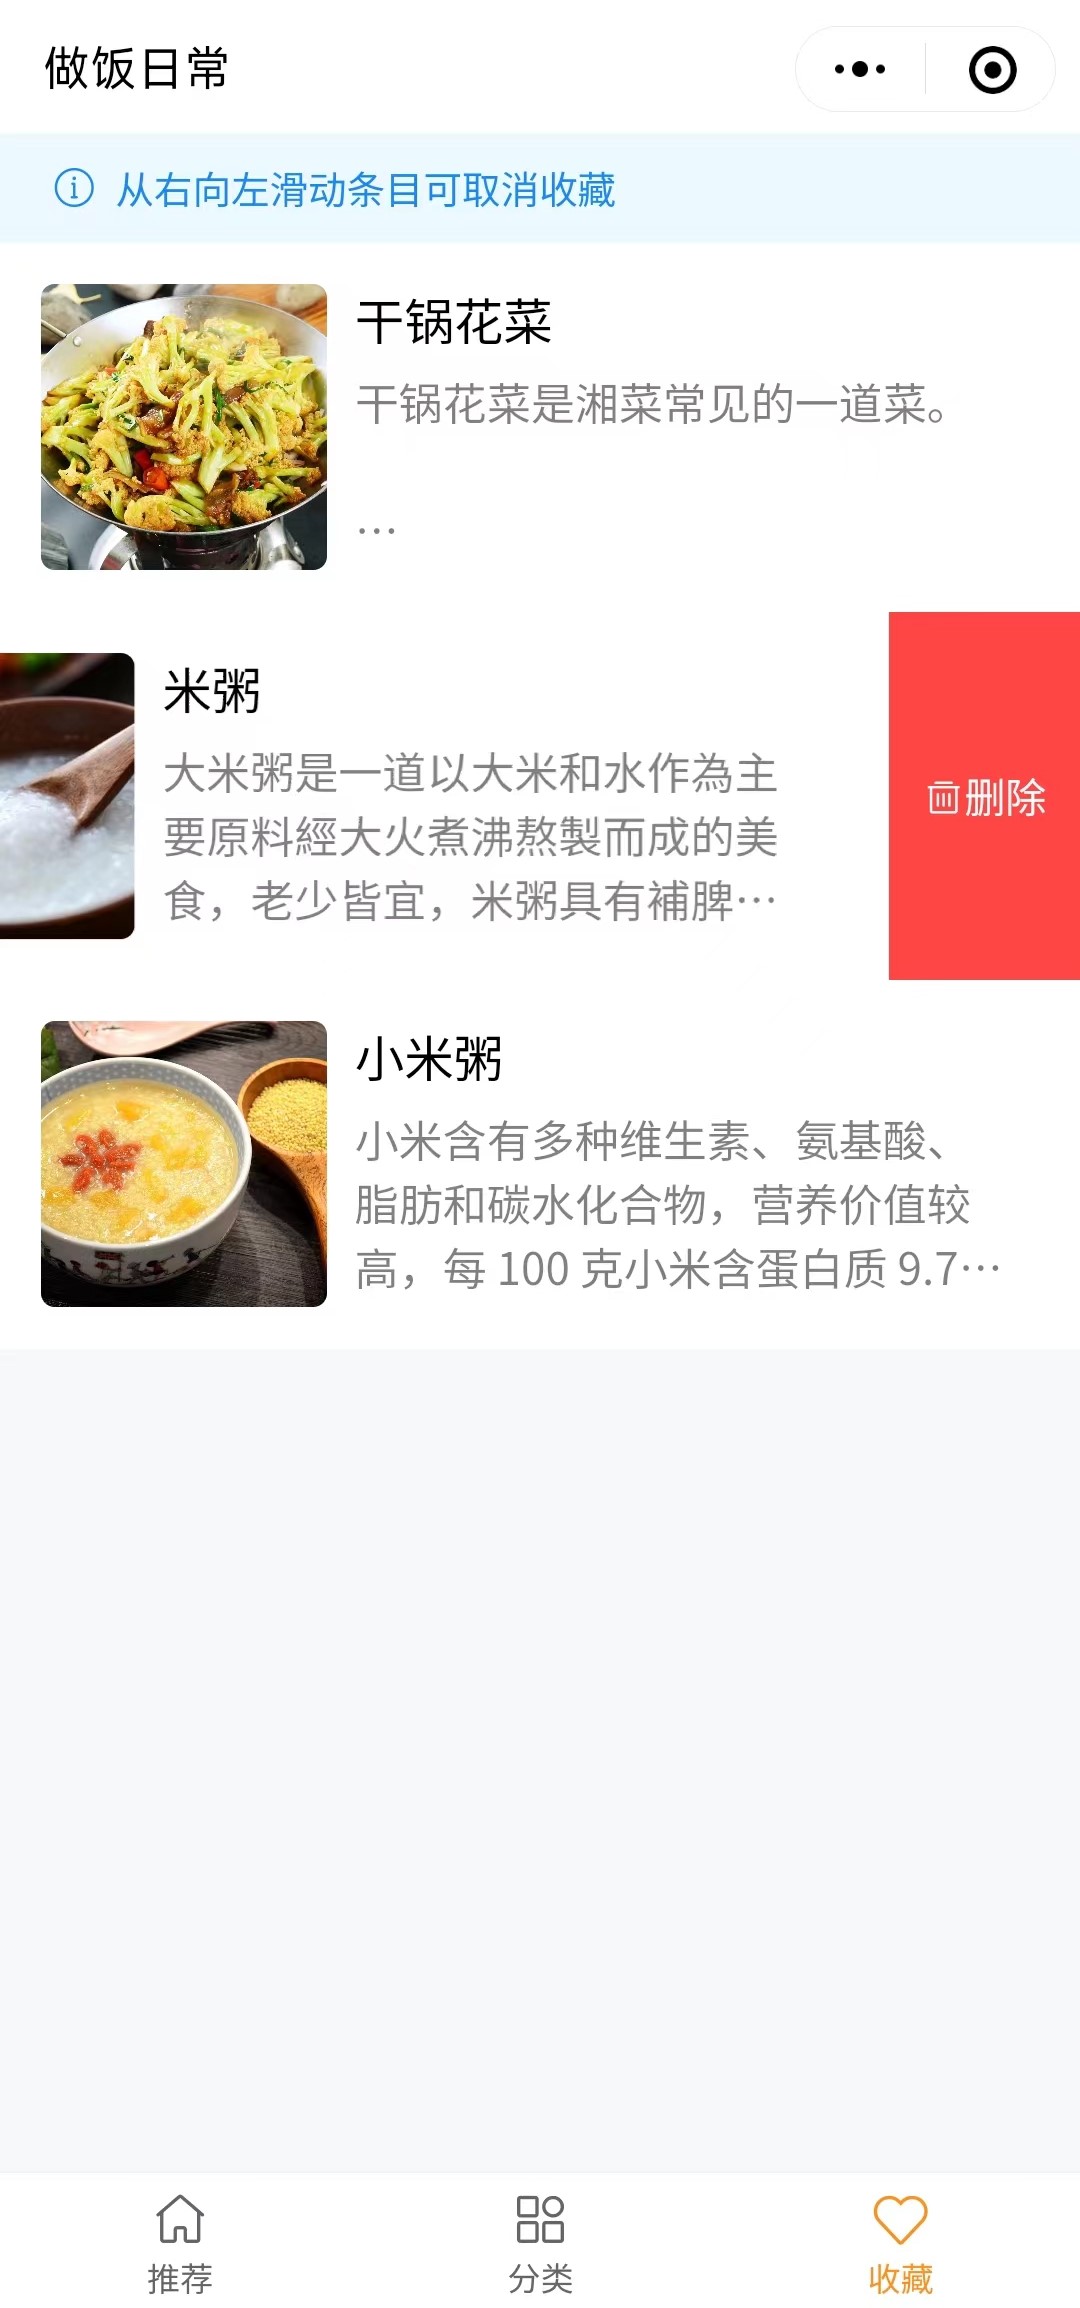 做饭日常
从右向左滑动条目可取消收藏
干锅花菜
干锅花菜是湘菜常见的一道菜。
…
米粥
大米粥是一道以大米和水作為主
要原料經大火煮沸熬製而成的美
食，老少皆宜，米粥具有補脾…
删除
小米粥
小米含有多种维生素、氨基酸、
脂肪和碳水化合物，营养价值较
高，每 100 克小米含蛋白质 9.7…
推荐
分类
收藏